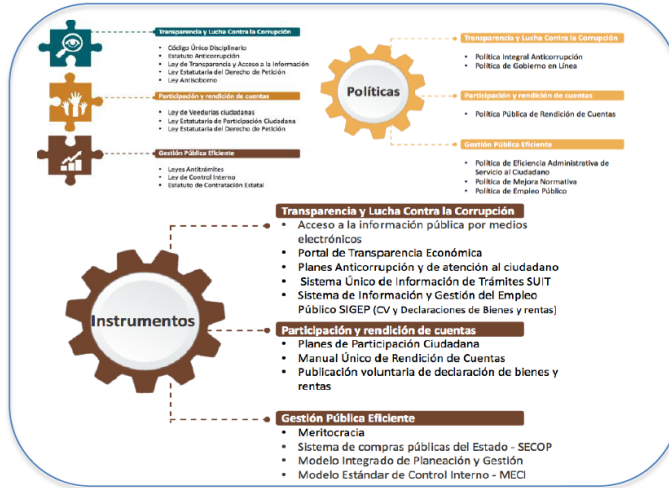 Transparencia y Lucha Contra la Corrupción
• Código Único Disciplinario
• Estatuto Anticorrupción
• Ley de Transparencia y Acceso a la Información
• Ley Estatutaria del Derecho de Petición
• Ley Antisoborno
Participación y rendición de cuentas
• Ley de Veedurías ciudadanas
• Ley Estatutaria de Participación Ciudadana
• Ley Estatutaria del Derecho de Petición
Gestión Pública Eficiente
• Leyes Antitrámites
• Ley de Control Interno
• Estatuto de Contratación Estatal
Políticas
Transparencia y Lucha Contra la Corrupción
• Política Integral Anticorrupción
• Política de Gobierno en Línea
Participación y rendición de cuentas
• Política Pública de Rendición de Cuentas
Gestión Pública Eficiente
• Política de Eficiencia Administrativa de
Servicio al Ciudadano
• Política de Mejora Normativa
• Política de Empleo Público
Instrumentos
Transparencia y Lucha Contra la Corrupción
• Acceso a la información pública por medios
electrónicos
• Portal de Transparencia Económica
• Planes Anticorrupción y de atención al ciudadano
• Sistema Único de Información de Trámites SUIT
• Sistema de Información y Gestión del Empleo
Público SIGEP (CV y Declaraciones de Bienes y rentas)
Participación y rendición de cuentas
• Planes de Participación Ciudadana
• Manual Único de Rendición de Cuentas
• Publicación voluntaria de declaración de bienes y
rentas
Gestión Pública Eficiente
• Meritocracia
• Sistema de compras públicas del Estado - SECOP
• Modelo Integrado de Planeación y Gestión
• Modelo Estándar de Control Interno - MECI